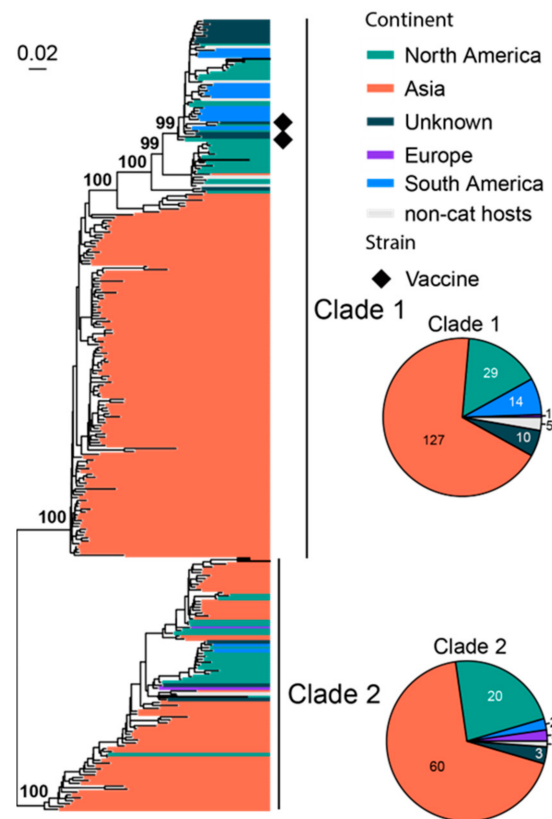 Continent
North America
Asia
Unknown
Europe
South America
non-cat hosts
Strain
Vaccine
0.02
99
99
100
100
100
100
Clade 1
Clade 1
29
14
1
5
10
127
Clade 2
Clade 2
20
2
3
60